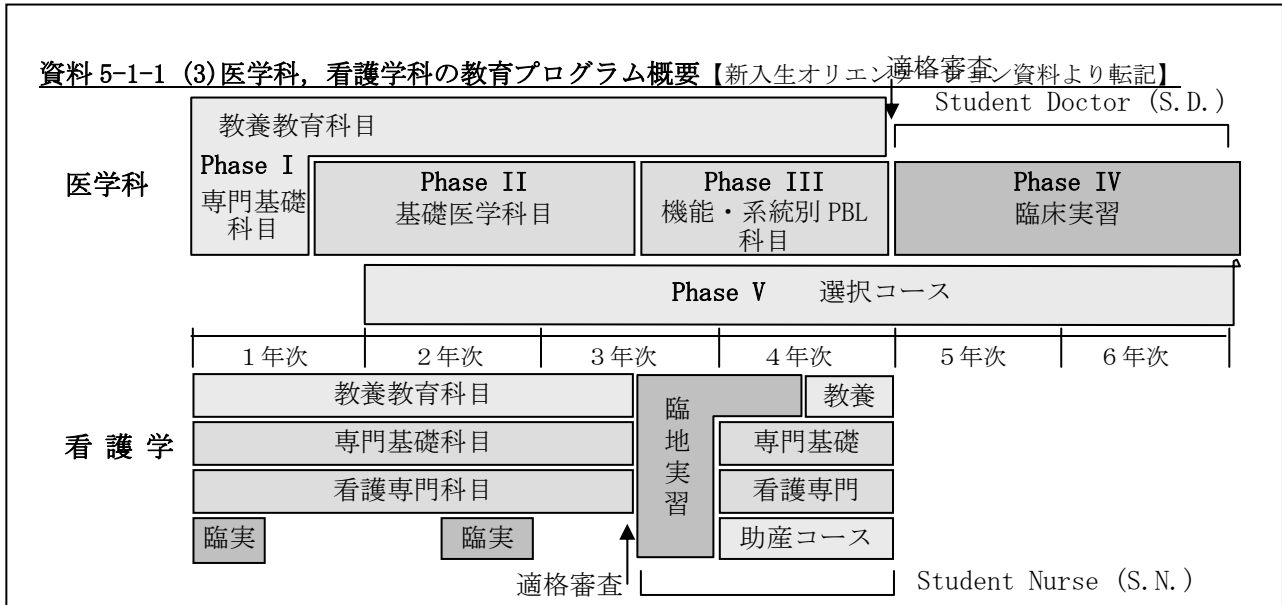 資料 5-1-1 (3)医学科，看護学科の教育プログラム概要【新入生オリエンテーション資料より転記】
適格審査
Student Doctor (S.D.)
教養教育科目
医学科
Phase I
専門基礎
科目
Phase II
基礎医学科目
Phase III
機能・系統別 PBL
科目
Phase IV
臨床実習
Phase V 選択コース
１年次 ２年次 ３年次 ４年次 ５年次 ６年次
看 護 学
教養教育科目
専門基礎科目
看護専門科目
臨実 臨実
臨
地
実
習
教養
専門基礎
看護専門
助産コース
適格審査
Student Nurse (S.N.)